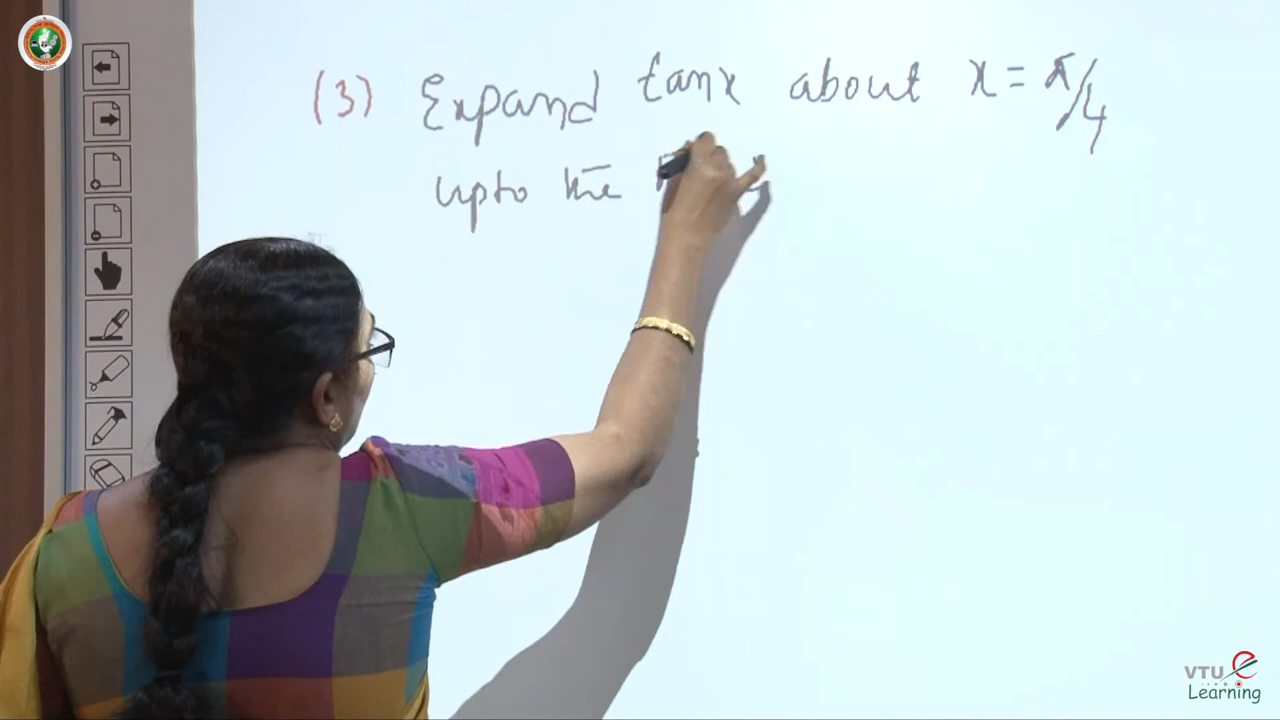 (3) Expand tanx about x = π/4
upto the
VTU e
Learning